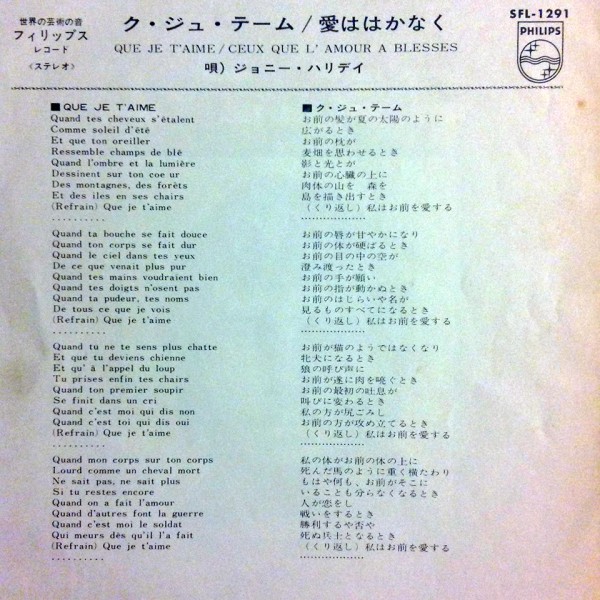 世界の芸術の音
フィリップス
レコード
《ステレオ》
ク・ジュ・テーム/愛ははかなく
QUE JE T'AIME/CEUX QUE L' AMOUR A BLESSES
唄) ジョニー・ハリデイ
SFL-1291
PHILIPS
QUE JE T'AIME
Quand tes cheveux s'étalent
Comme soleil d'été
Et que ton oreiller
Ressemble champs de blé
Quand l'ombre et la lumière
Dessinent sur ton coe ur
Des montagnes, des forêts
Et des iles en ses chairs
(Refrain) Que je t'aime
..........
Quand ta bouche se fait douce
Quand ton corps se fait dur
Quand le ciel dans tes yeux
De ce que venait plus pur
Quand tes mains voudraient bien
Quand tes doigts n'osent pas
Quand ta pudeur, tes noms
De tous ce que je vois
(Refrain) Que je t'aime
..........
Quand tu ne te sens plus chatte
Et que tu deviens chienne
Et qu' à l'appel du loup
Tu prises enfin tes chairs
Quand ton premier soupir
Se finit dans un cri
Quand c'est moi qui dis non
Quand c'est toi qui dis oui
(Refrain) Que je t'aime
..........
Quand mon corps sur ton corps
Lourd comme un cheval mort
Ne sait pas, ne sait plus
Si tu restes encore
Quand on a fait l'amour
Quand d'autres font la guerre
Quand c'est moi le soldat
Qui meurs dès qu'il l'a fait
(Refrain) Que je t'aime
..........
ク・ジュ・テーム
お前の髪が夏の太陽のように
広がるとき
お前の枕が
麦畑を思わせるとき
影と光とが
お前の心臓の上に
肉体の山を 森を
島を描き出すとき
(くり返し) 私はお前を愛する
..........
お前の唇が甘やかになり
お前の体が硬ばるとき
お前の目の中の空が
澄み渡ったとき
お前の手が願い
お前の指が動かぬとき
お前のはじらいや名が
見るものすべてになるとき
(くり返し) 私はお前を愛する
..........
お前が猫のようではなくなり
牝犬になるとき
狼の呼び声に
お前が遂に肉を嗅ぐとき
お前の最初の吐息が
叫びに変わるとき
私の方が尻ごみし
お前の方が攻め立てるとき
(くり返し) 私はお前を愛する
..........
私の体がお前の体の上に
死んだ馬のように重く横たわり
もはや何も、お前がそこに
いることも分らなくなるとき
人が恋をし
戦いをするとき
勝利するや否や
死ぬ兵士となるとき
(くり返し) 私はお前を愛する
..........